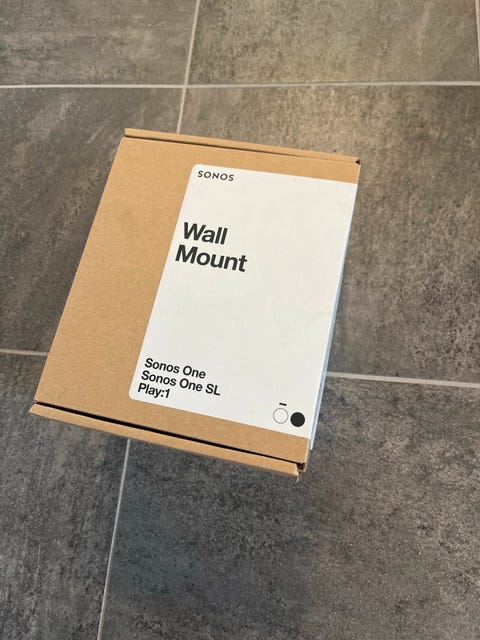 SONOS
Wall
Mount
Sonos One
Sonos One SL
Play:1